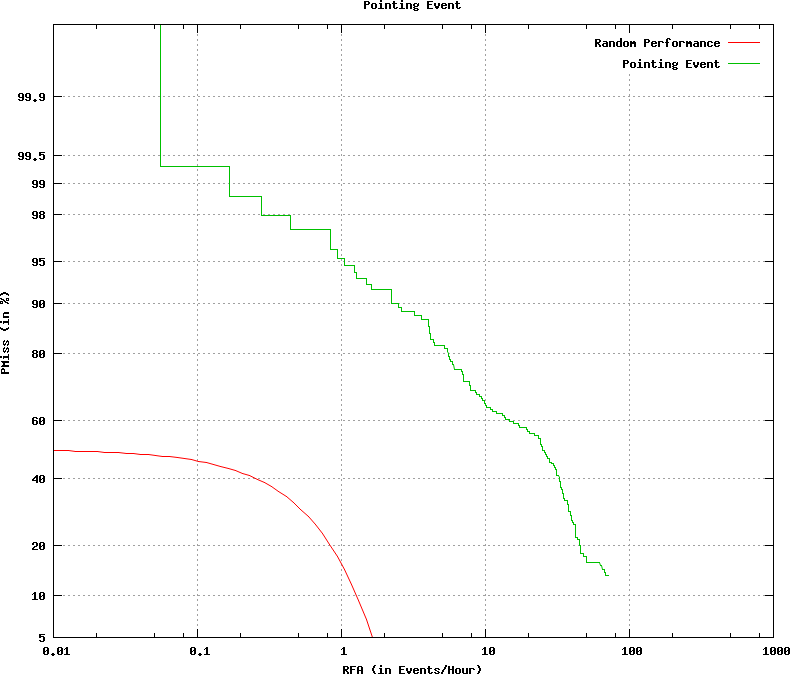 Pointing Event
Random Performance
Pointing Event
99.9
99.5
99
98
95
90
80
60
40
20
10
5
PMiss (in %)
0.01 0.1 1 10 100 1000
RFA (in Events/Hour)